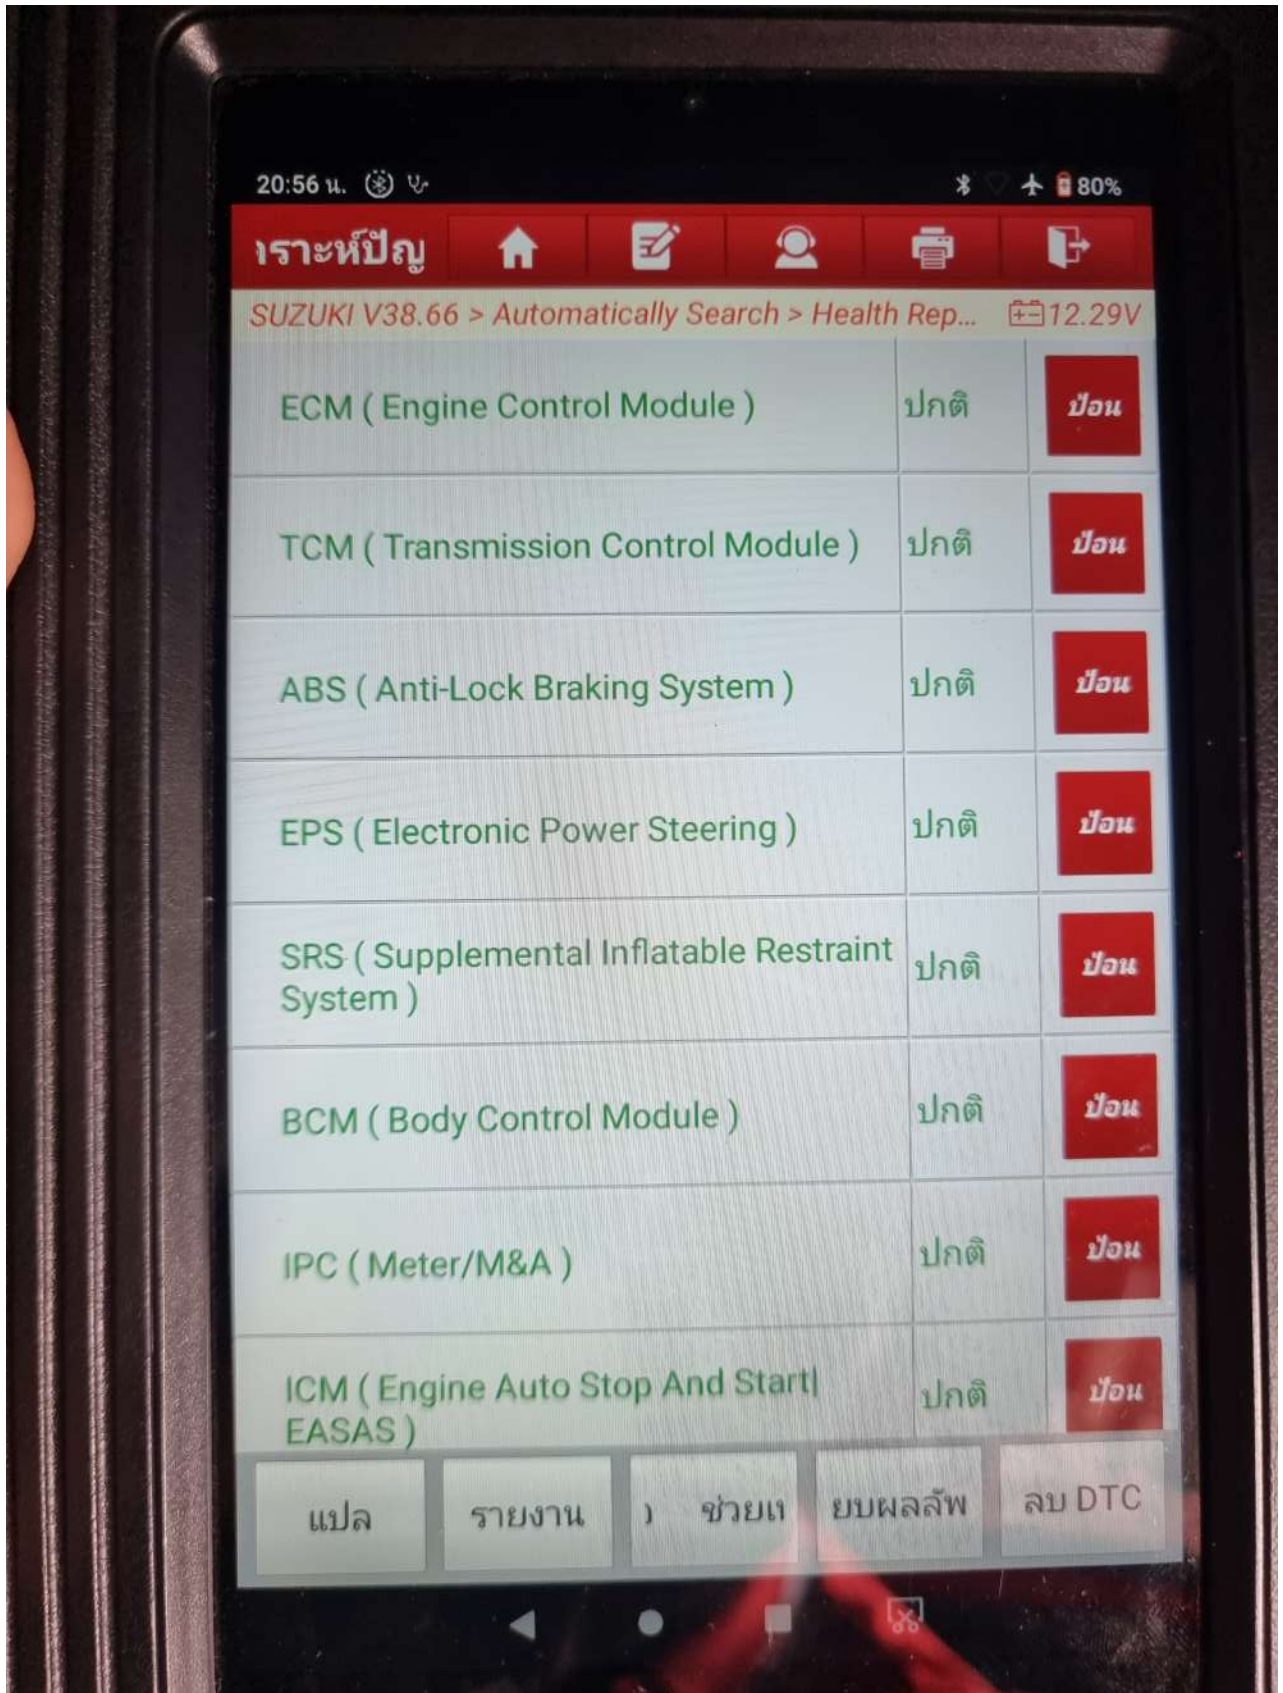 20:56 น. 80%
เราะห์ปัญ
SUZUKI V38.66 > Automatically Search > Health Rep... 12.29V
ECM ( Engine Control Module ) ปกติ ป้อน
TCM ( Transmission Control Module ) ปกติ ป้อน
ABS ( Anti-Lock Braking System ) ปกติ ป้อน
EPS ( Electronic Power Steering ) ปกติ ป้อน
SRS ( Supplemental Inflatable Restraint
System ) ปกติ ป้อน
BCM ( Body Control Module ) ปกติ ป้อน
IPC ( Meter/M&A ) ปกติ ป้อน
ICM ( Engine Auto Stop And Start|
EASAS ) ปกติ ป้อน
แปล รายงาน ช่วยเห ยบผลลัพ ลบ DTC